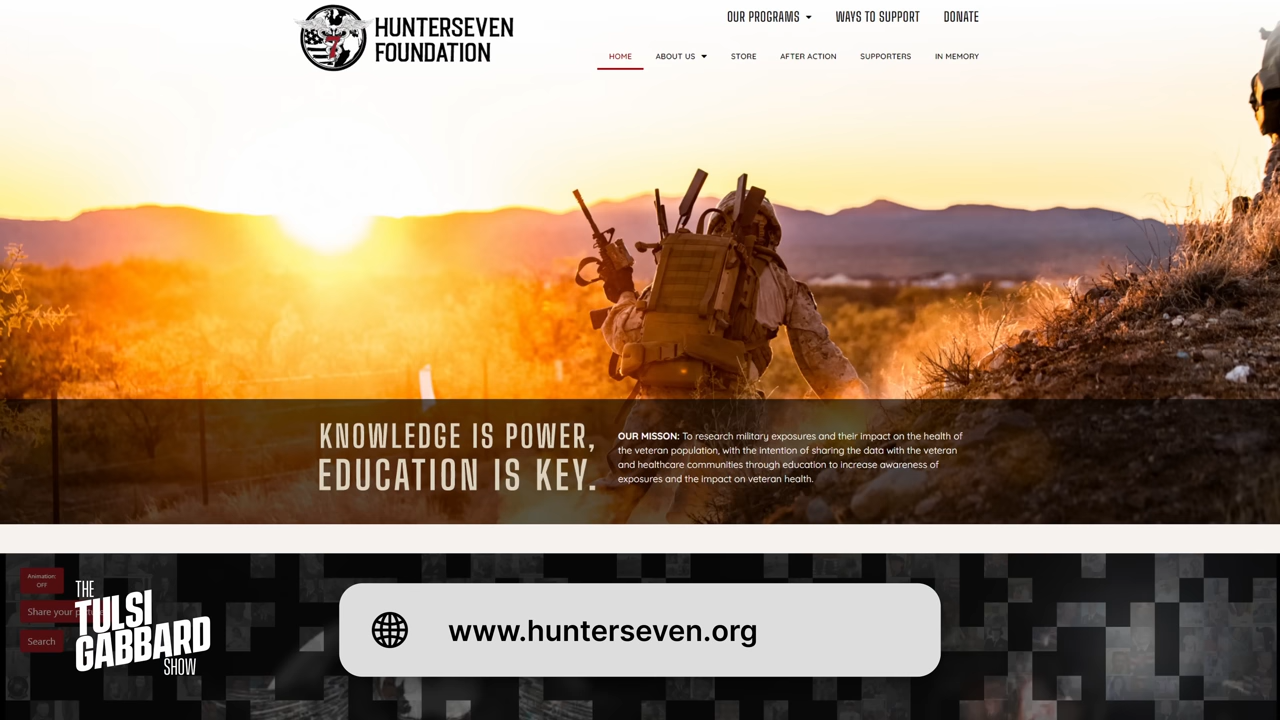 HUNTERSEVEN
FOUNDATION
7
OUR PROGRAMS
WAYS TO SUPPORT
DONATE
HOME
ABOUT US
STORE
AFTER ACTION
SUPPORTERS
IN MEMORY
KNOWLEDGE IS POWER,
EDUCATION IS KEY.
OUR MISSON: To research military exposures and their impact on the health of
the veteran population, with the intention of sharing the data with the veteran
and healthcare communities through education to increase awareness of
exposures and the impact on veteran health.
Animation:
OFF
Share your
Search
THE
TULSI
GABBARD
SHOW
www.hunterseven.org